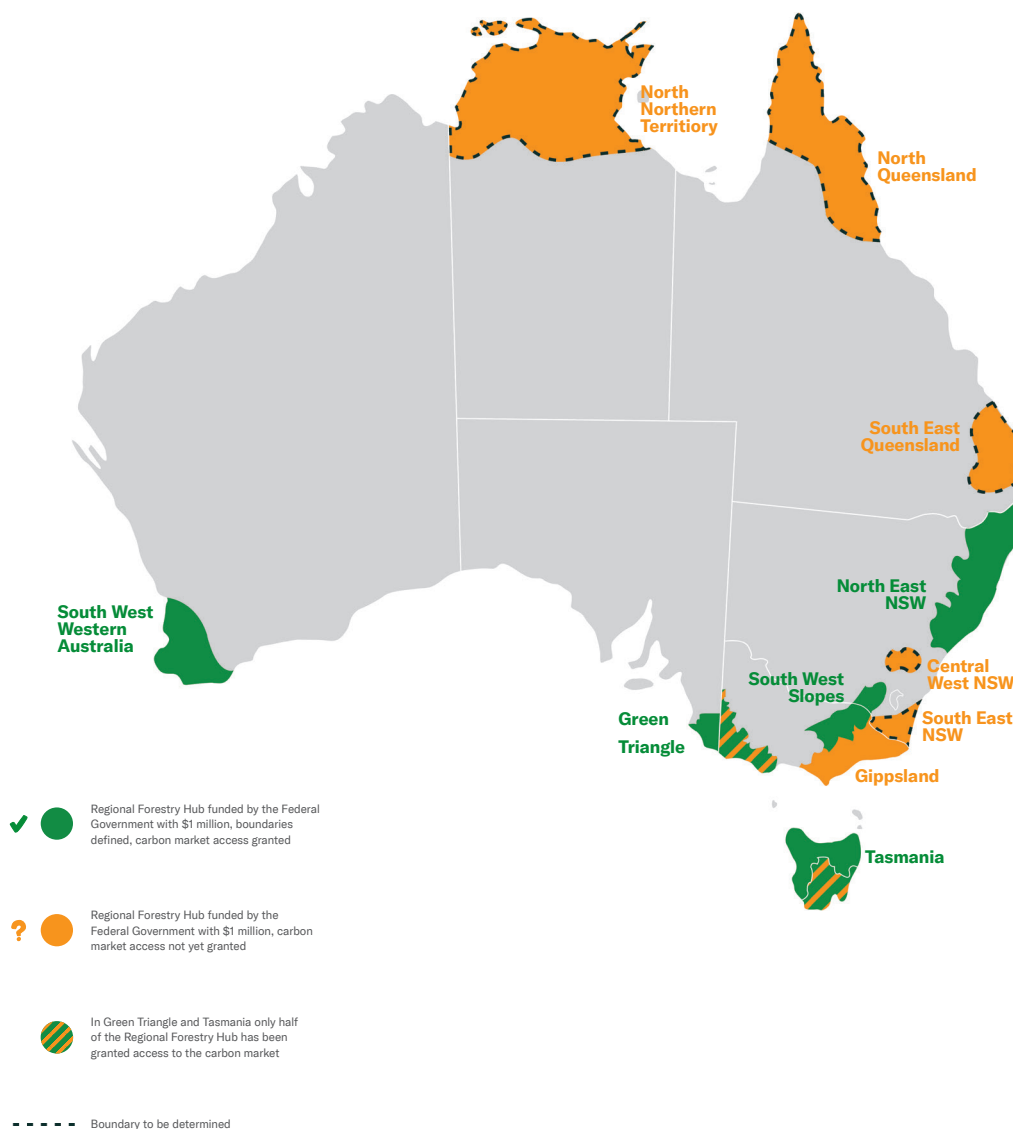 North
Northern
Territiory
North
Queensland
South East
Queensland
North East
NSW
South West
Western
Australia
Central
West NSW
South West
Slopes
South East
NSW
Green
Triangle
Gippsland
Tasmania
Regional Forestry Hub funded by the Federal
Government with $1 million, boundaries
defined, carbon market access granted
?
Regional Forestry Hub funded by the
Federal Government with $1 million, carbon
market access not yet granted
In Green Triangle and Tasmania only half
of the Regional Forestry Hub has been
granted access to the carbon market
Boundary to be determined